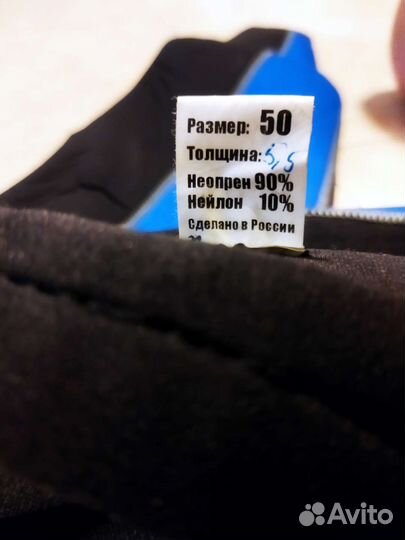 Размер: 50
Толщина: 5,5
Неопрен 90%
Нейлон 10%
Сделано в России
Avito